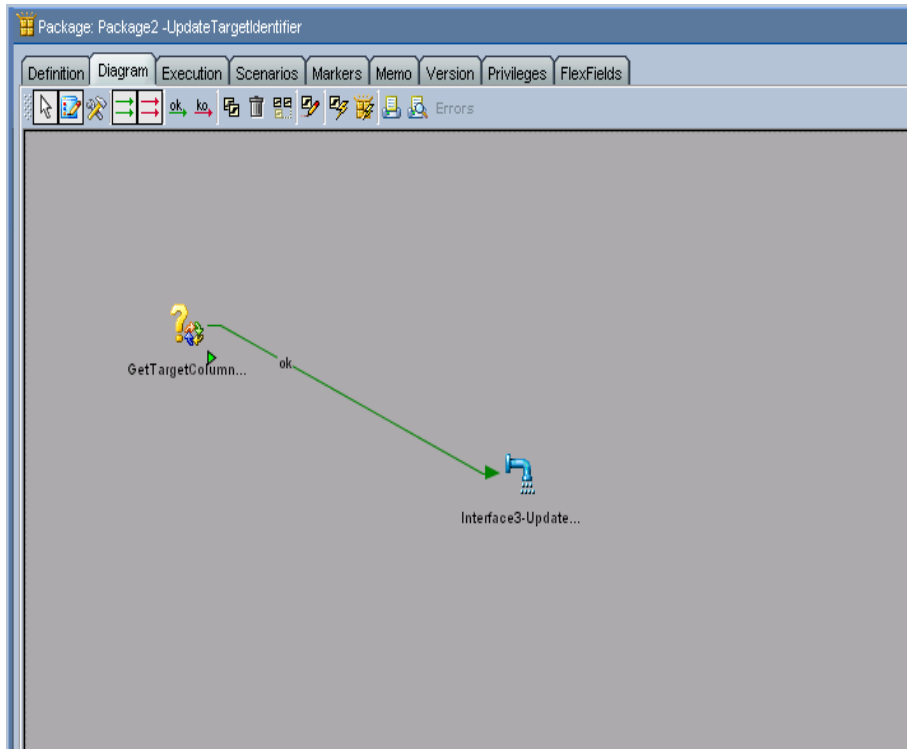 Package: Package2 -UpdateTargetIdentifier
Definition Diagram Execution Scenarios Markers Memo Version Privileges FlexFields
ok ko Errors
GetTargetColumn...
ok
Interface3-Update...